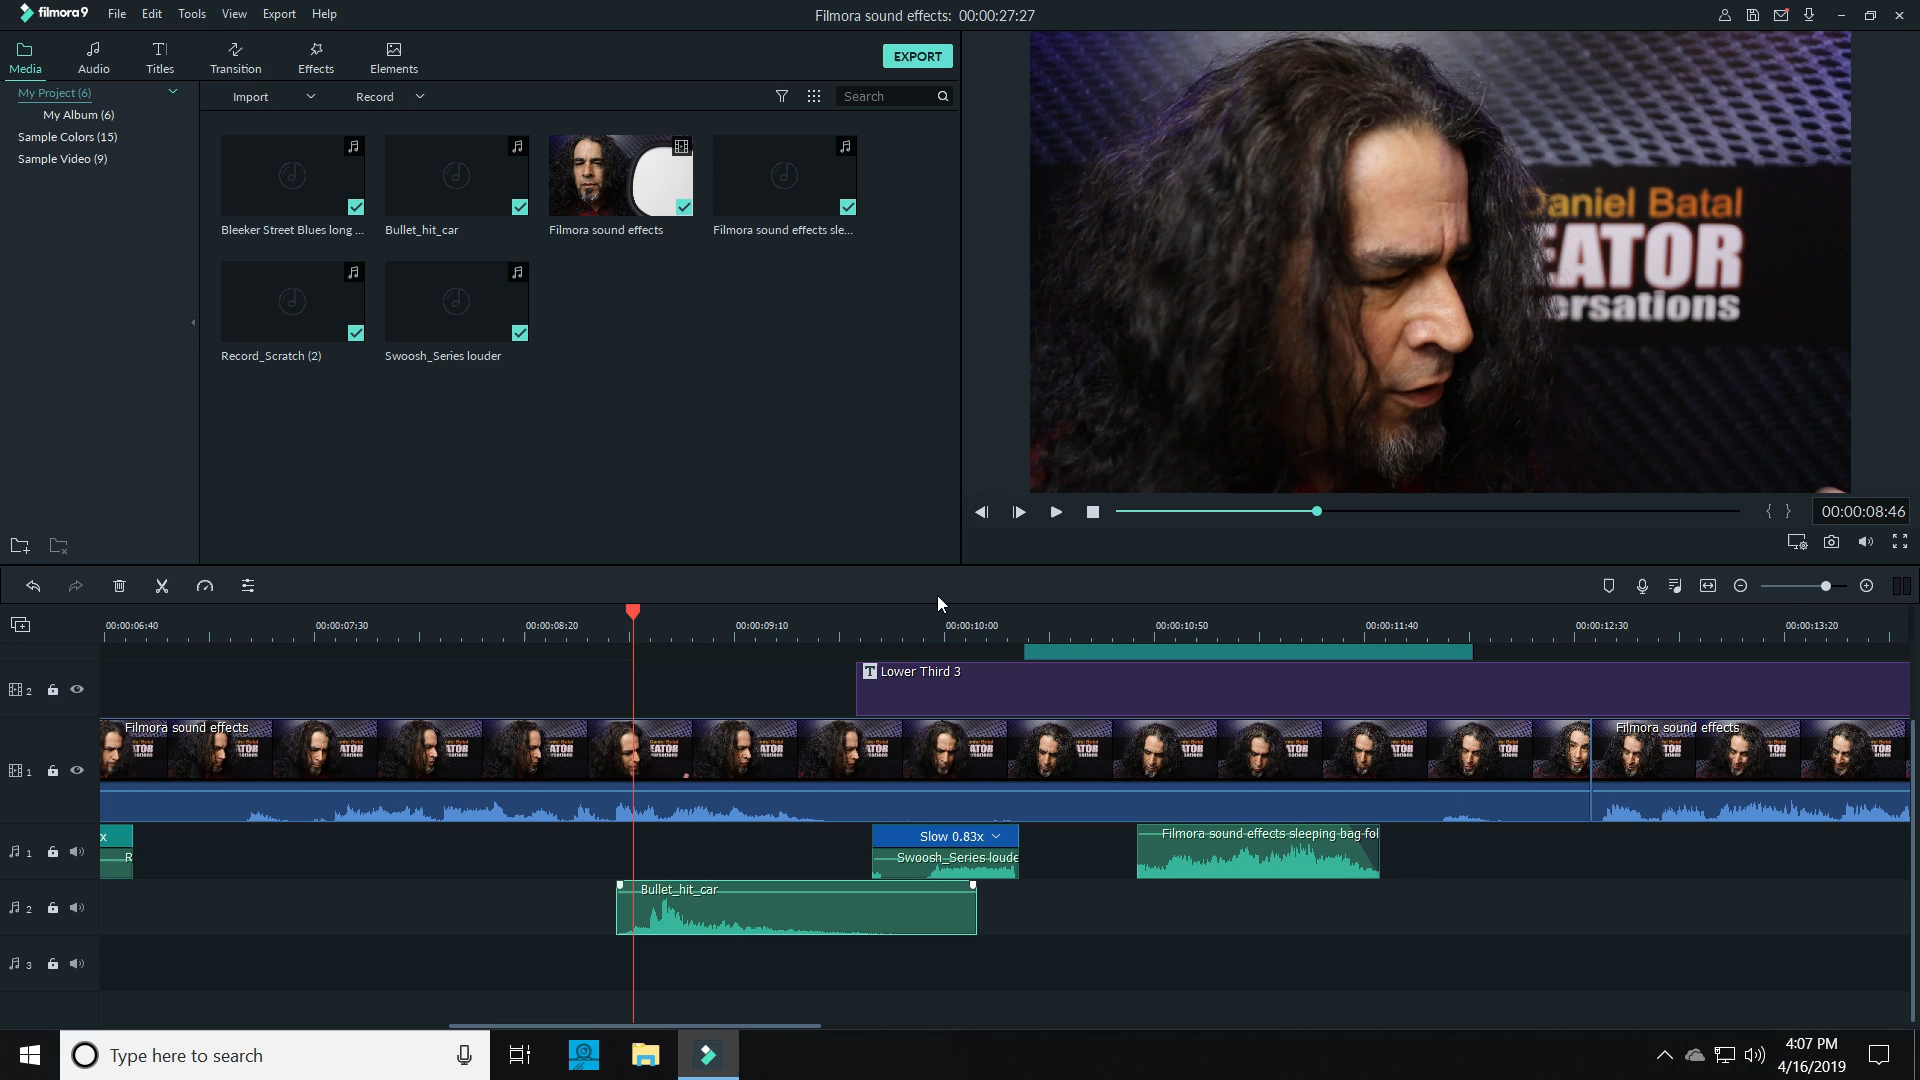 filmora9
File
Edit
Tools
View
Export
Help
Filmora sound effects: 00:00:27:27
Media
Audio
Titles
Transition
Effects
Elements
EXPORT
My Project (6)
My Album (6)
Sample Colors (15)
Sample Video (9)
Import
Record
Search
Bleeker Street Blues long ...
Bullet_hit_car
Filmora sound effects
Filmora sound effects sle...
Record_Scratch (2)
Swoosh_Series louder
aniel Batal
EATOR
ersations
{ }
00:00:08:46
00:00:06:40
00:00:07:30
00:00:08:20
00:00:09:10
00:00:10:00
00:00:10:50
00:00:11:40
00:00:12:30
00:00:13:20
2
T Lower Third 3
1
Filmora sound effects
Filmora sound effects
1
x
R
Slow 0.83x
Swoosh_Series loude
Filmora sound effects sleeping bag fol
2
Bullet_hit_car
3
Type here to search
4:07 PM
4/16/2019